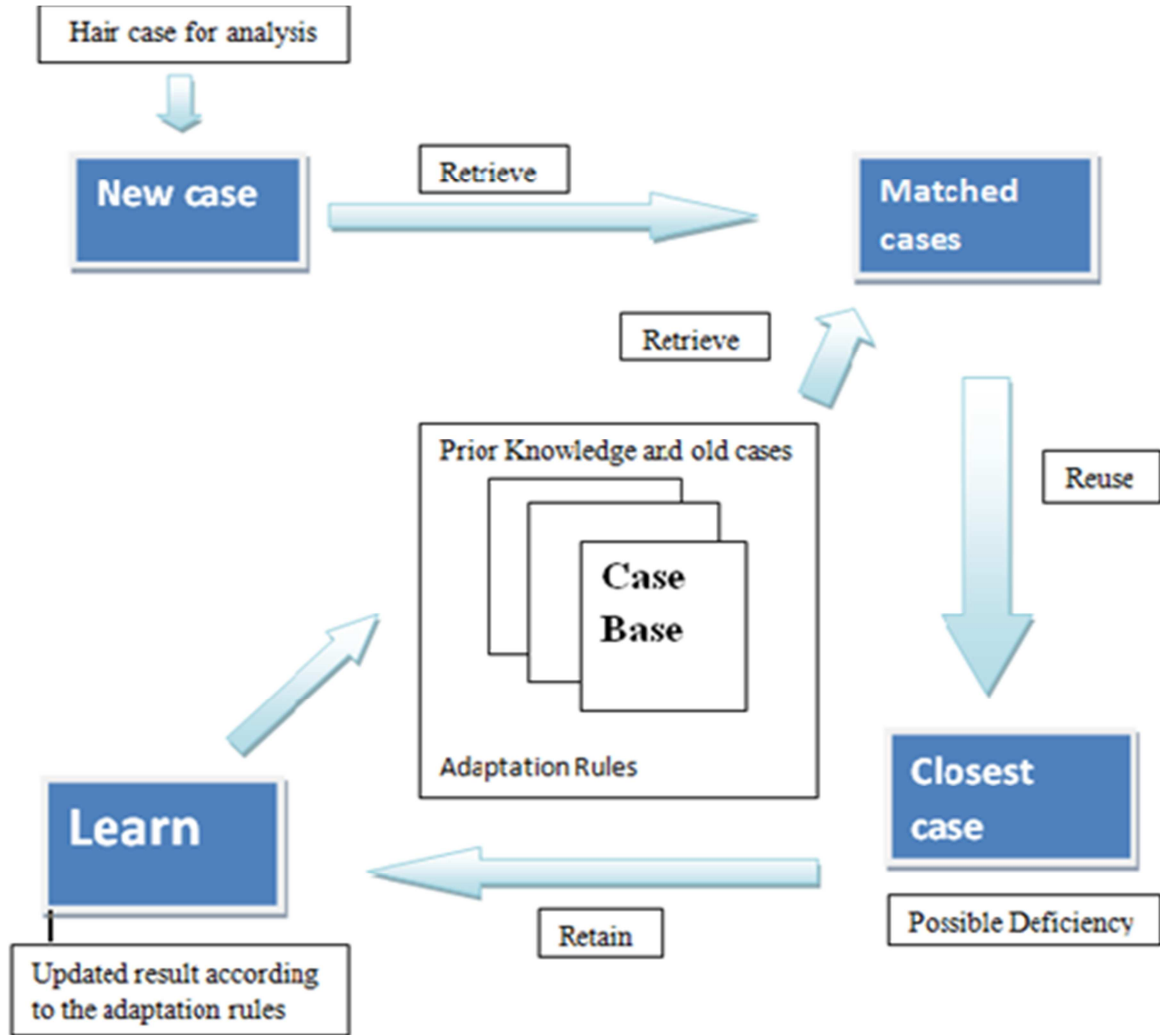 Hair case for analysis
New case
Retrieve
Matched
cases
Retrieve
Prior Knowledge and old cases
Case
Base
Adaptation Rules
Reuse
Closest
case
Possible Deficiency
Retain
Learn
Updated result according
to the adaptation rules